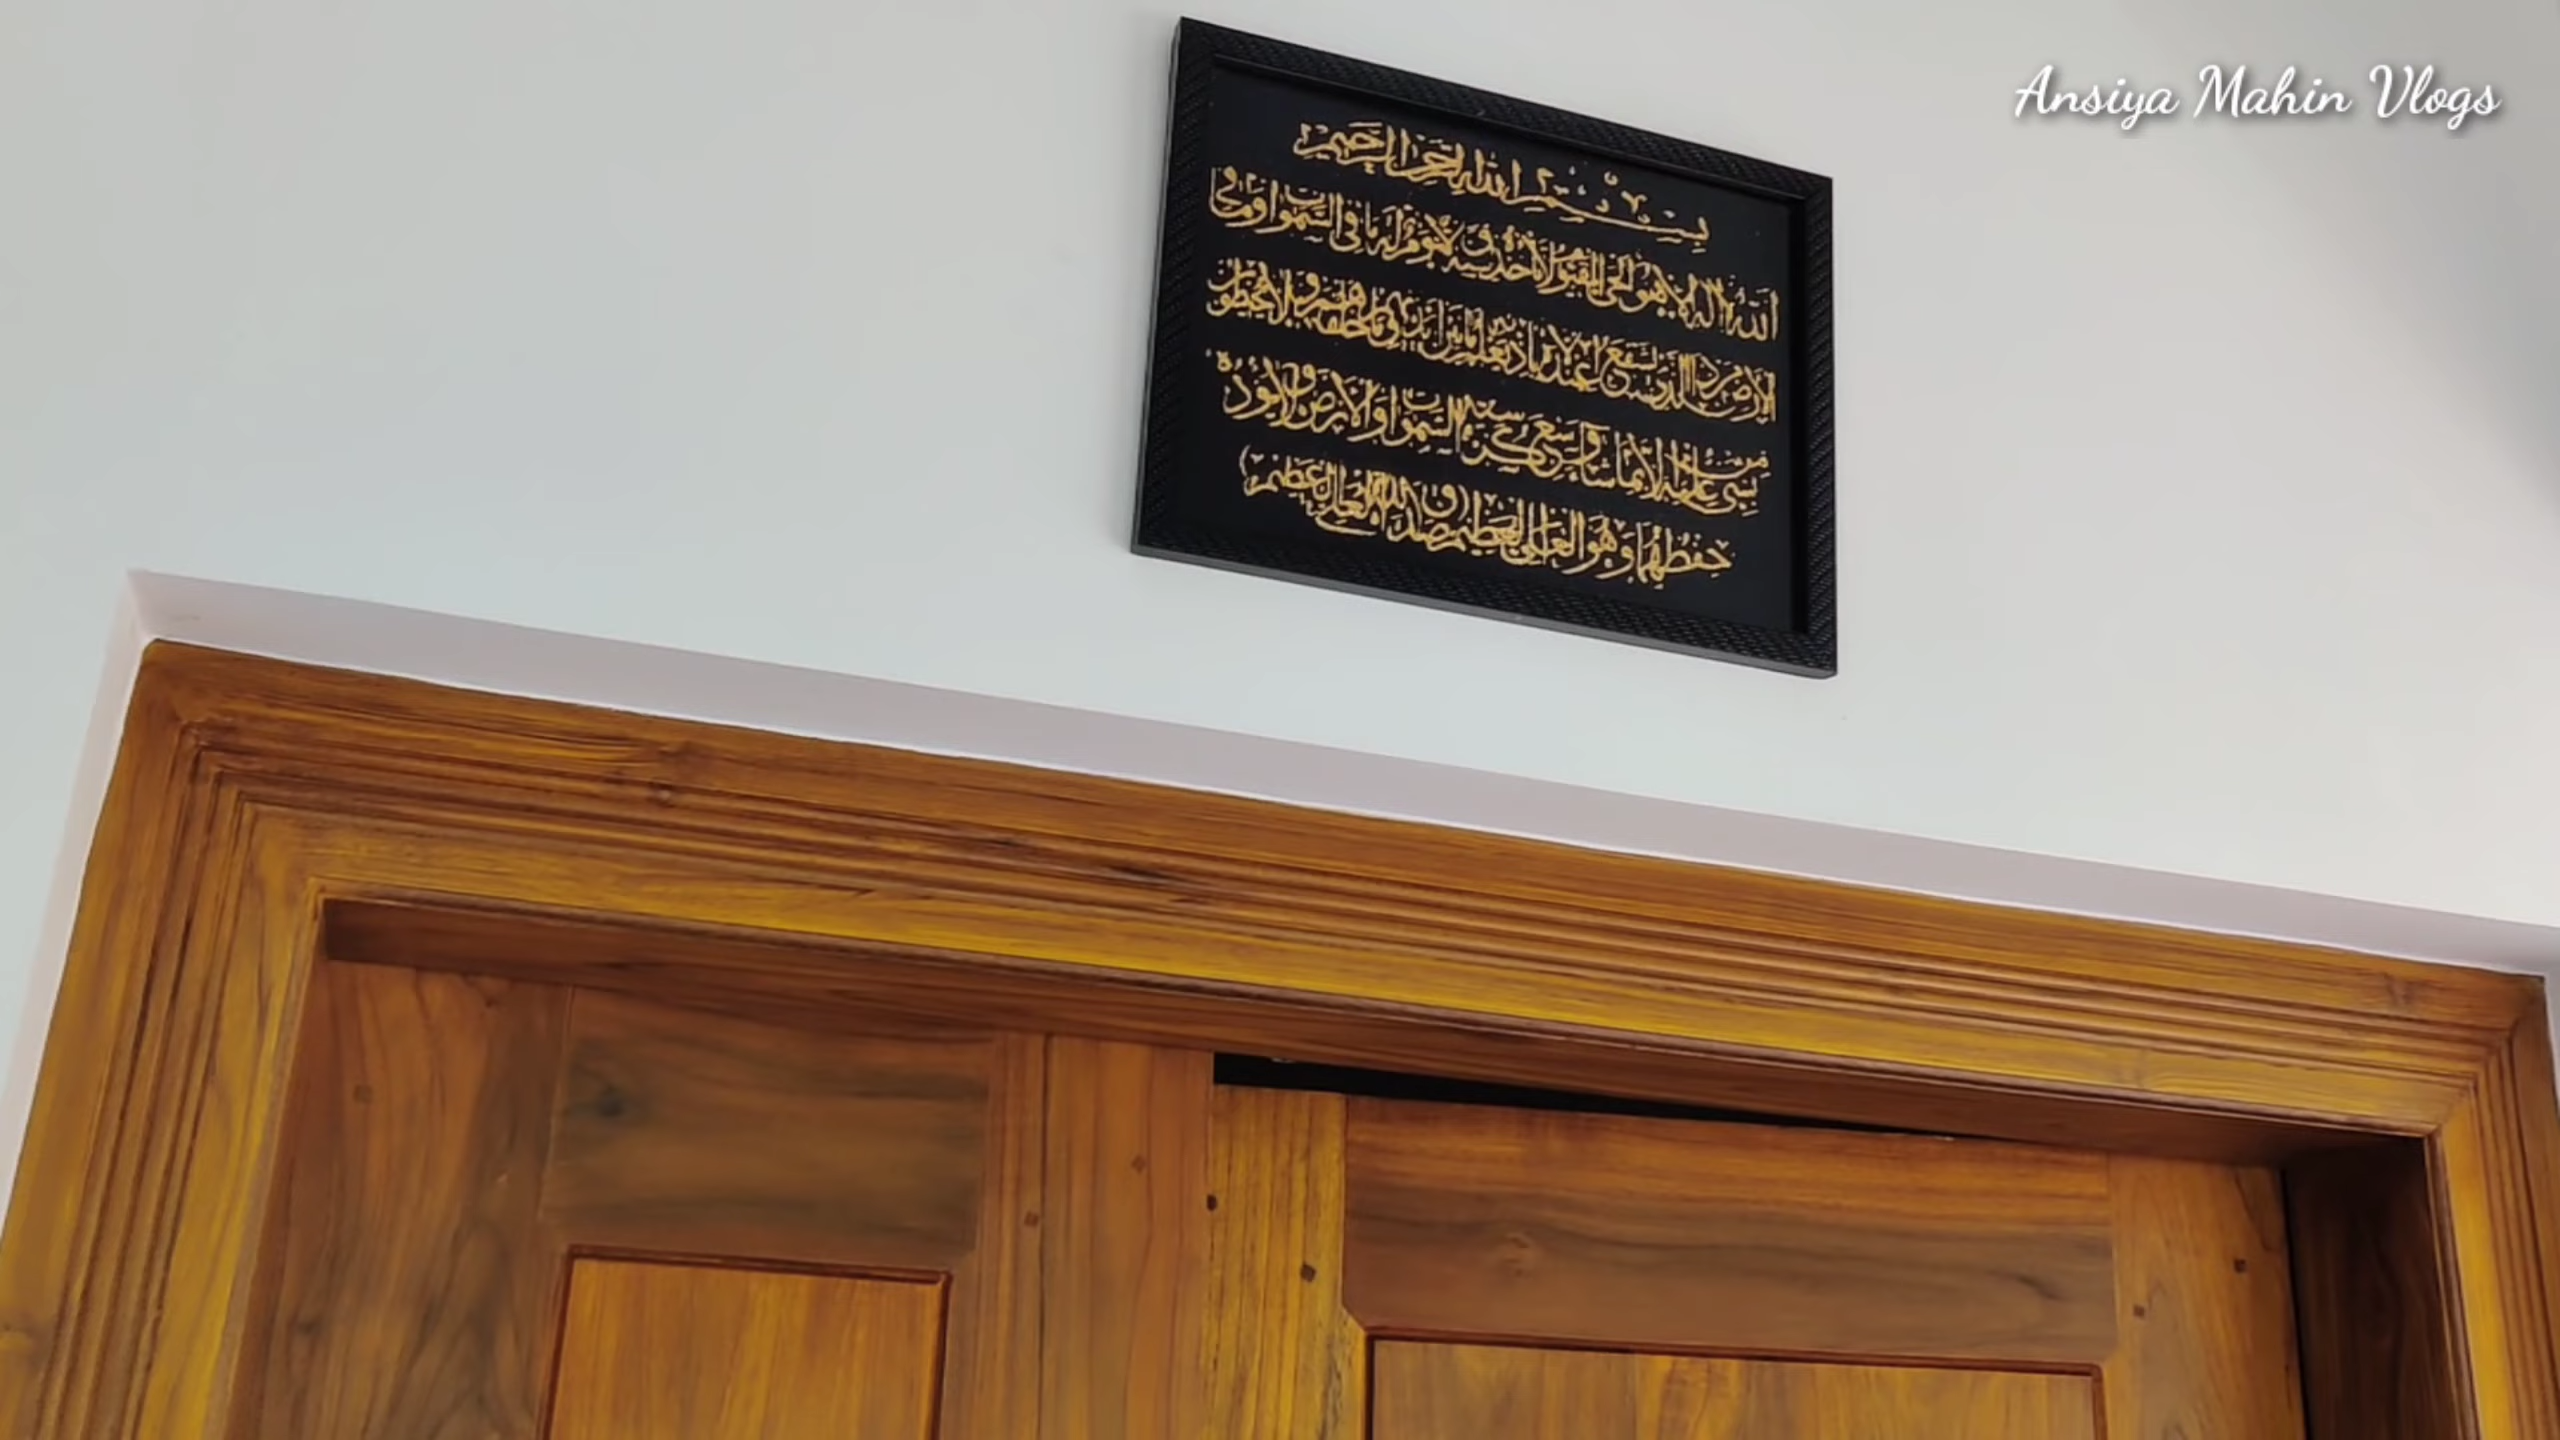 Ansiya Mahin Vlogs
بسم الله الرحمن الرحيم
الله لا إله إلا هو الحي القيوم لا تأخذه سنة ولا نوم له ما في السموات وما في
الأرض من ذا الذي يشفع عنده إلا بإذنه يعلم ما بين أيديهم وما خلفهم ولا يحيطون
بشيء من علمه إلا بما شاء وسع كرسيه السموات والأرض ولا يؤده
حفظهما وهو العلي العظيم صدق الله العلي العظيم